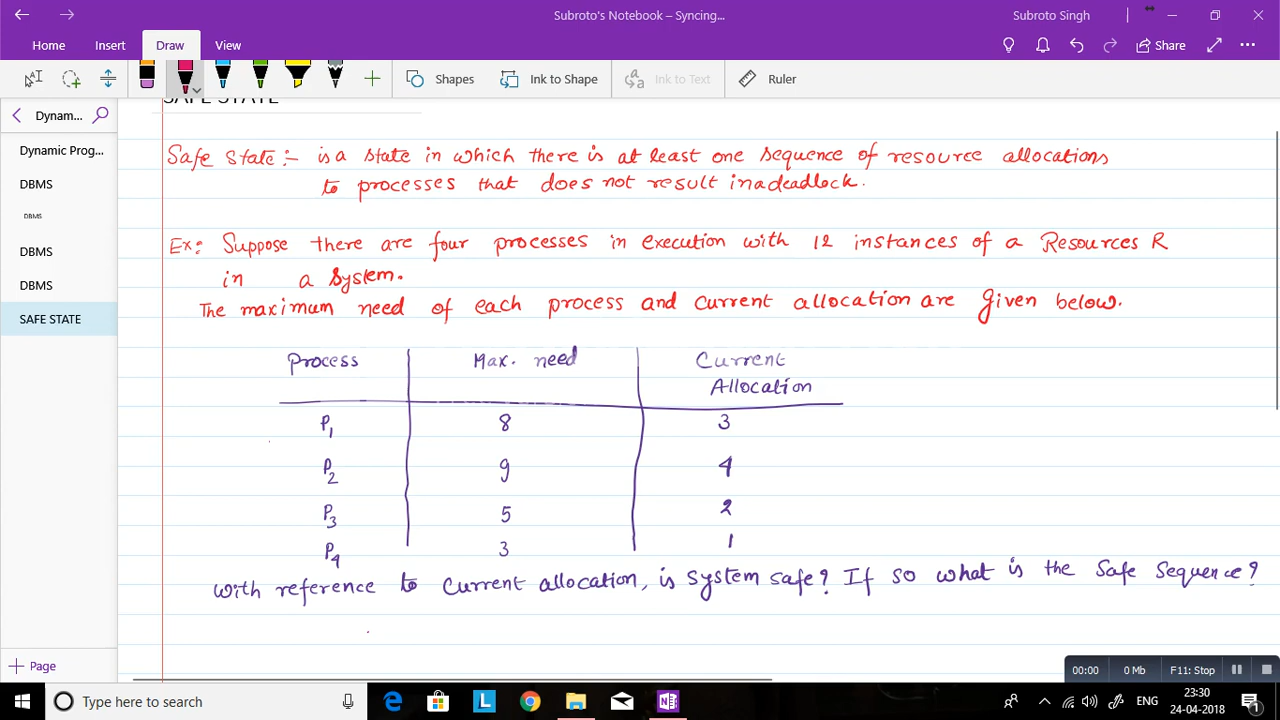 Subroto's Notebook – Syncing...
Subroto Singh
Home Insert Draw View
Share
Shapes
Ink to Shape
Ink to Text
Ruler
Dynam...
Dynamic Prog...
DBMS
DBMS
DBMS
DBMS
SAFE STATE
Page
SAFE STATE
Safe State:- is a state in which there is at least one sequence of resource allocations
to processes that does not result in a deadlock.
Ex: Suppose there are four processes in execution with 12 instances of a Resources R
in a System.
The maximum need of each process and current allocation are given below.
Process Max. need Current
Allocation
P1 8 3
P2 9 4
P3 5 2
P4 3 1
with reference to current allocation, is system safe? If so what is the Safe Sequence?
00:00 0 Mb F11: Stop
Type here to search
ENG
23:30
24-04-2018